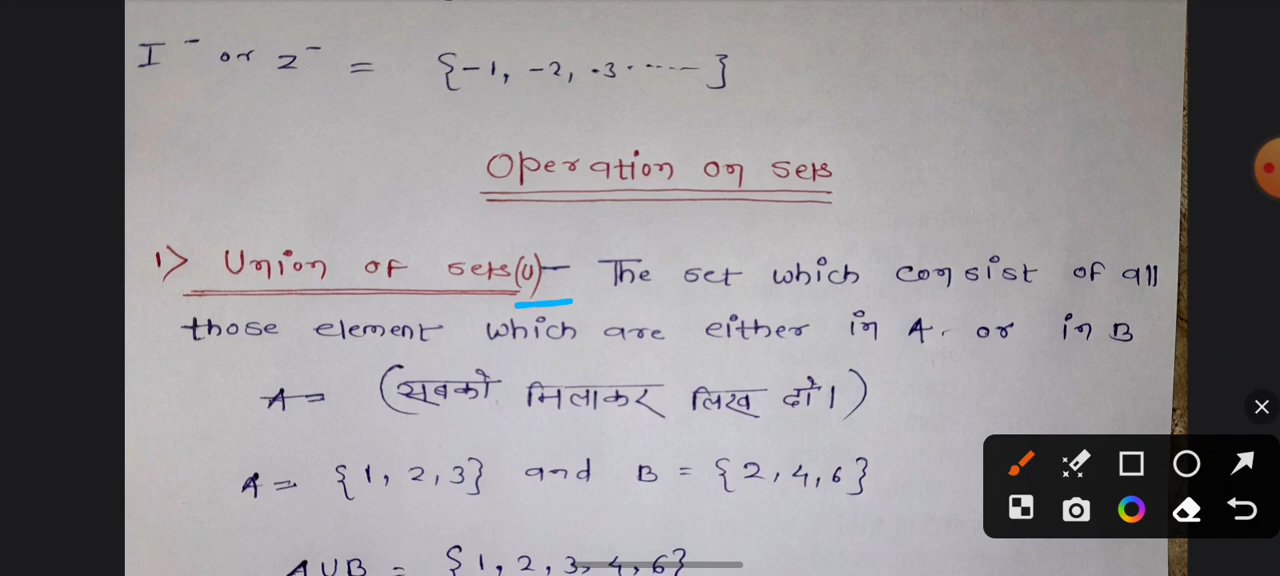 I⁻ or Z⁻ = {-1, -2, -3.....}
Operation on sets
1) Union of sets(U)- The set which consist of all
those element which are either in A. or in B
A = (सबको मिलाकर लिख दो।)
A = {1, 2, 3} and B = {2, 4, 6}
AUB = {1, 2, 3, 4, 6}